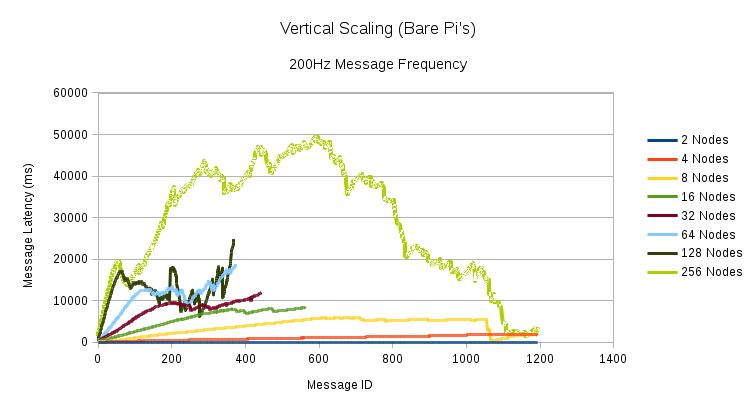 Vertical Scaling (Bare Pi's)
200Hz Message Frequency
60000
50000
40000
30000
20000
10000
0
Message Latency (ms)
0
200
400
600
800
1000
1200
1400
Message ID
2 Nodes
4 Nodes
8 Nodes
16 Nodes
32 Nodes
64 Nodes
128 Nodes
256 Nodes